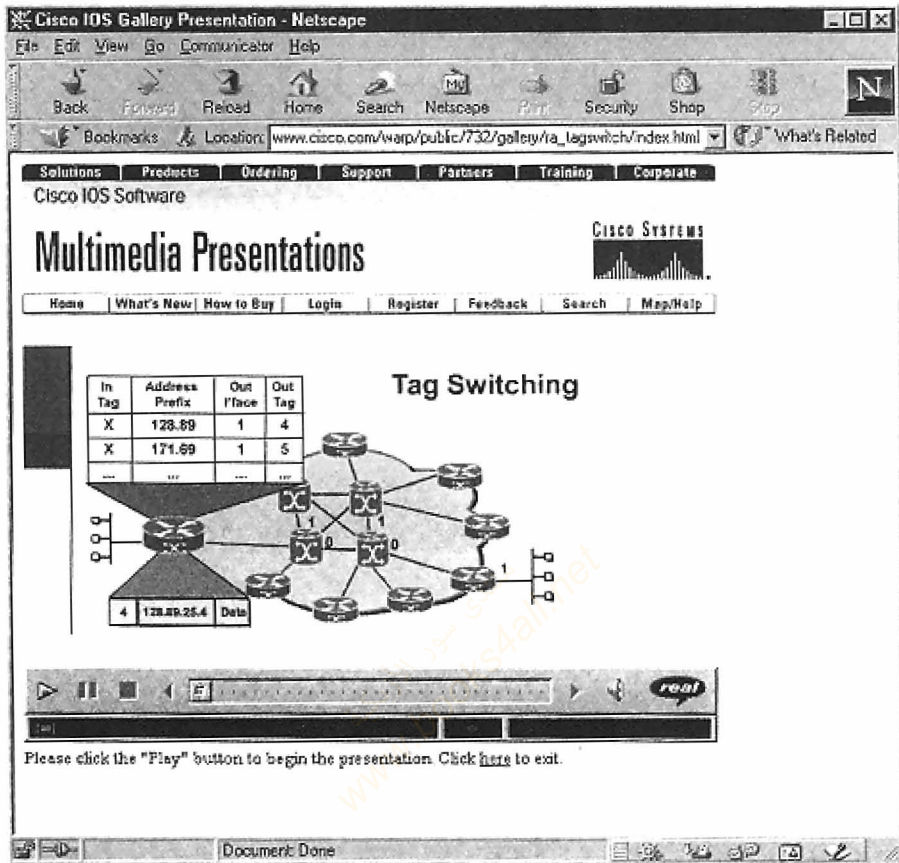 Cisco IOS Gallery Presentation - Netscape
File Edit View Go Communicator Help
Back Forward Reload Home Search Netscape Print Security Shop Stop
My
N
Bookmarks Location: www.cisco.com/warp/public/732/gallery/ra_tagswitch/index.html What's Related
Solutions Products Ordering Support Partners Training Corporate
Cisco IOS Software
Multimedia Presentations
CISCO SYSTEMS
Home What's New How to Buy Login Register Feedback Search Map/Help
Tag Switching
In Tag Address Prefix Out I'face Out Tag
X 128.89 1 4
X 171.69 1 5
... ... ... ...
1 1
0 0
1
4 128.89.25.4 Data
real
Please click the "Play" button to begin the presentation. Click here to exit.
Document: Done